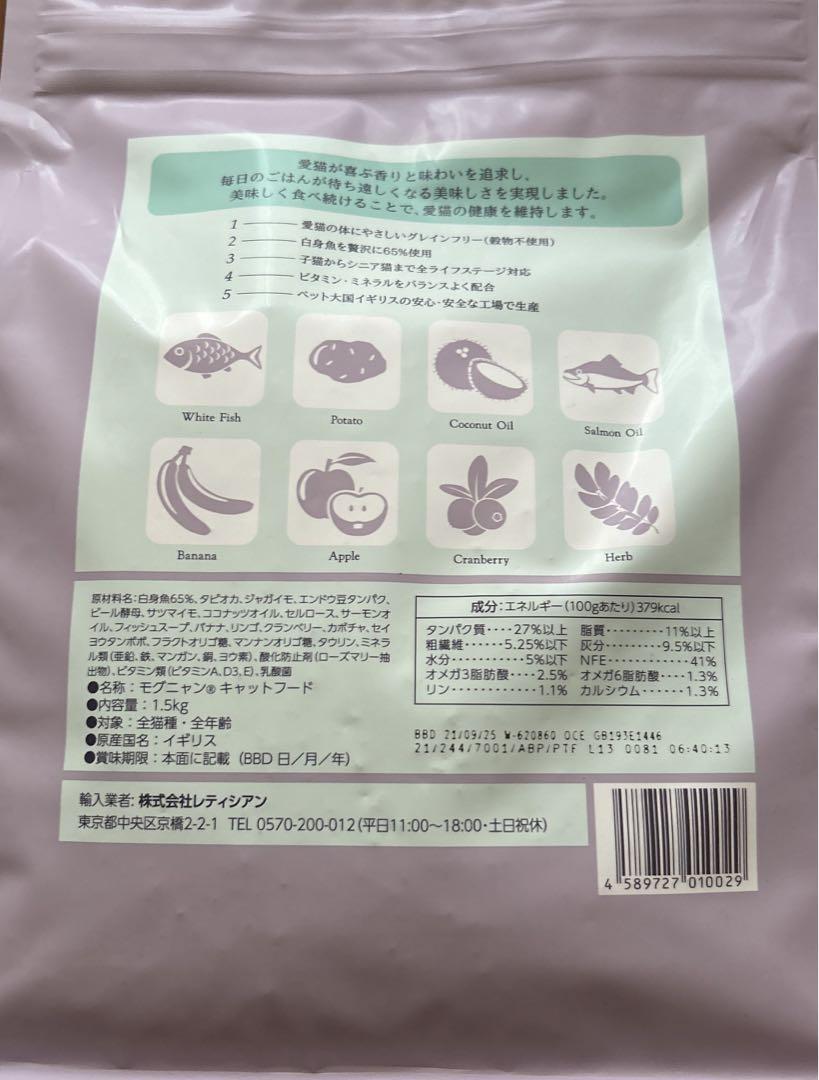 愛猫が喜ぶ香りと味わいを追求し、
毎日のごはんが待ち遠しくなる美味しさを実現しました。
美味しく食べ続けることで、愛猫の健康を維持します。
1 愛猫の体にやさしいグレインフリー(穀物不使用)
2 白身魚を贅沢に65%使用
3 子猫からシニア猫まで全ライフステージ対応
4 ビタミン・ミネラルをバランスよく配合
5 ペット大国イギリスの安心・安全な工場で生産
White Fish
Potato
Coconut Oil
Salmon Oil
Banana
Apple
Cranberry
Herb
原材料名:白身魚65%、タピオカ、ジャガイモ、エンドウ豆タンパク、
ビール酵母、サツマイモ、ココナッツオイル、セルロース、サーモンオ
イル、フィッシュスープ、バナナ、リンゴ、クランベリー、カボチャ、セイ
ヨウタンポポ、フラクトオリゴ糖、マンナンオリゴ糖、タウリン、ミネラ
ル類(亜鉛、鉄、マンガン、銅、ヨウ素)、酸化防止剤(ローズマリー抽
出物)、ビタミン類(ビタミンA、D3、E)、乳酸菌
●名称:モグニャン® キャットフード
●内容量:1.5kg
●対象:全猫種・全年齢
●原産国名:イギリス
●賞味期限:本面に記載 (BBD 日/月/年)
成分:エネルギー(100gあたり)379kcal
タンパク質・・・・27%以上 脂質・・・・・・・・・11%以上
粗繊維・・・・・・5.25%以下 灰分・・・・・・・・・9.5%以下
水分・・・・・・・・・・5%以下 NFE・・・・・・・・・・・41%
オメガ3脂肪酸・・・・2.5% オメガ6脂肪酸・・・・1.3%
リン・・・・・・・・・・・1.1% カルシウム・・・・・・1.3%
BBD 21/09/25 W-620860 OCE GB193E1446
21/244/7001/ABP/PTF L13 0081 06:40:13
輸入業者:株式会社レティシアン
東京都中央区京橋2-2-1 TEL 0570-200-012(平日11:00〜18:00・土日祝休)
4 589727 010029